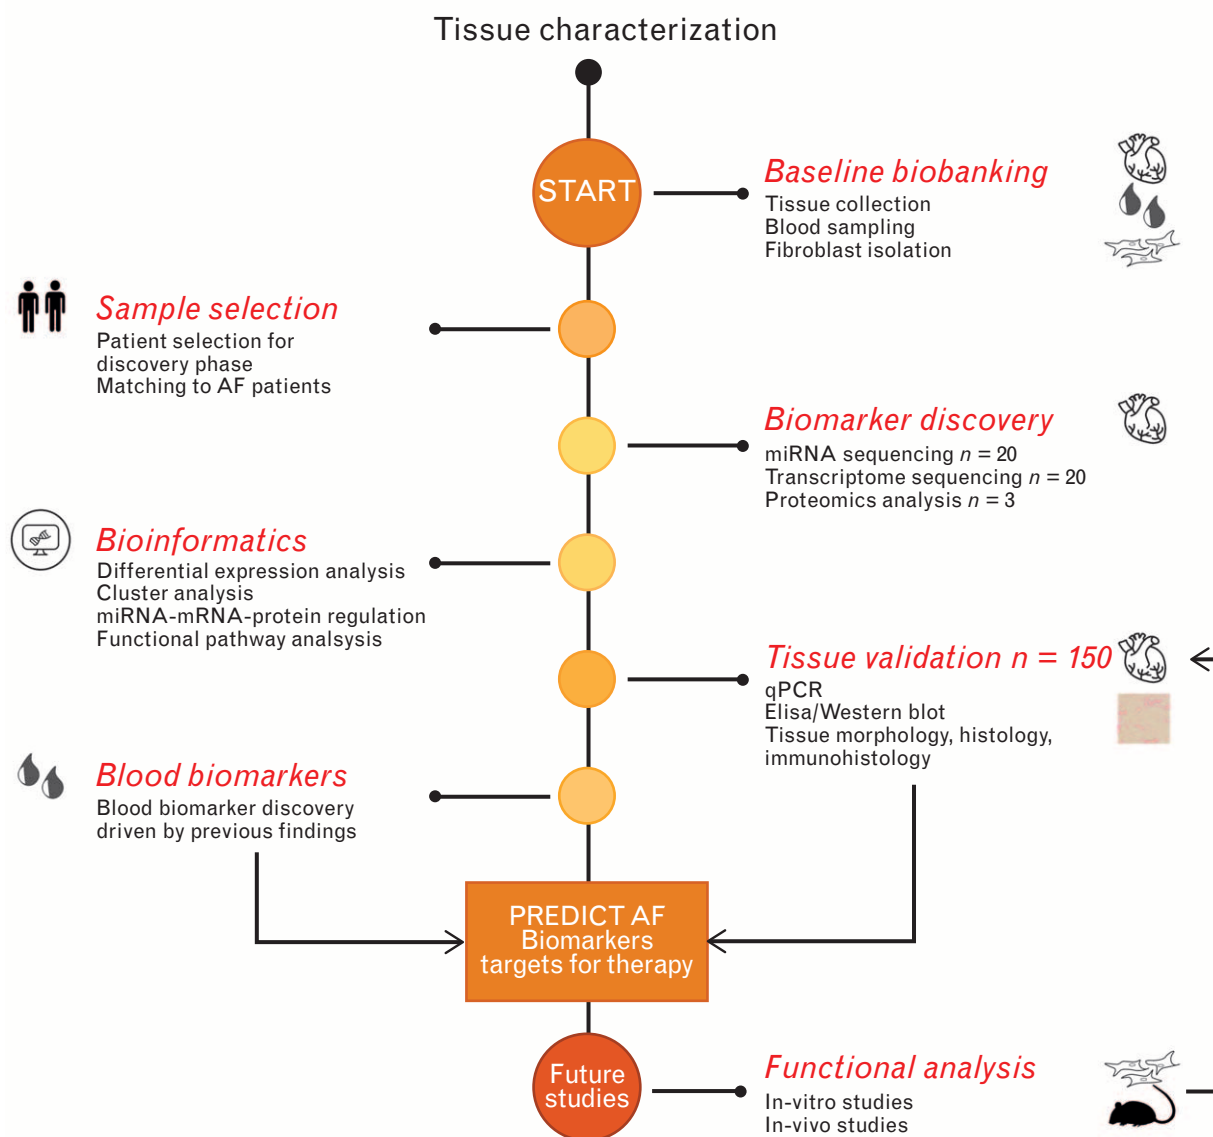 Tissue characterization
START
Baseline biobanking
Tissue collection
Blood sampling
Fibroblast isolation
Sample selection
Patient selection for
discovery phase
Matching to AF patients
Biomarker discovery
miRNA sequencing n = 20
Transcriptome sequencing n = 20
Proteomics analysis n = 3
Bioinformatics
Differential expression analysis
Cluster analysis
miRNA-mRNA-protein regulation
Functional pathway analsysis
Tissue validation n = 150
qPCR
Elisa/Western blot
Tissue morphology, histology,
immunohistology
Blood biomarkers
Blood biomarker discovery
driven by previous findings
PREDICT AF
Biomarkers
targets for therapy
Future
studies
Functional analysis
In-vitro studies
In-vivo studies